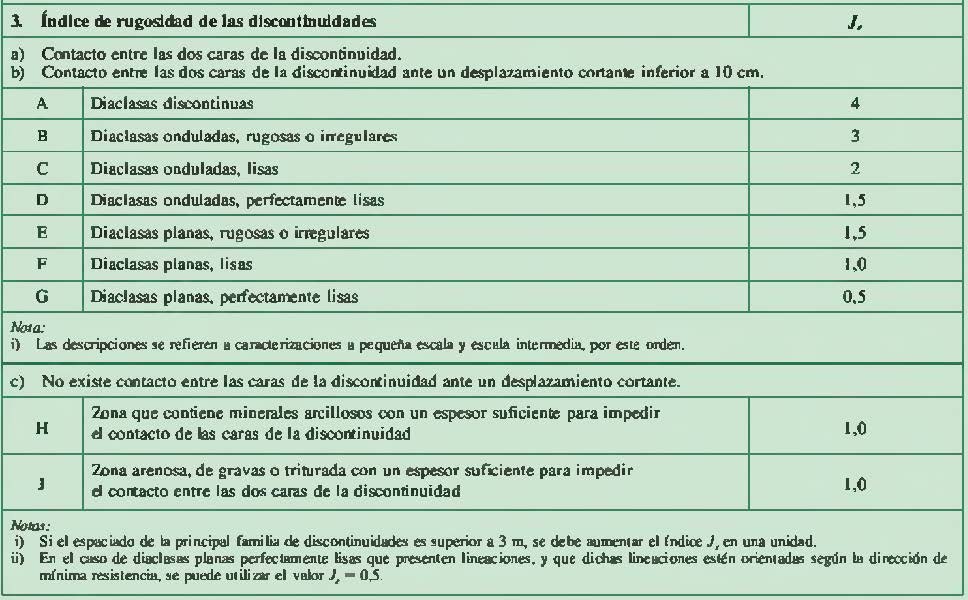 3. Índice de rugosidad de las discontinuidades Jr
a) Contacto entre las dos caras de la discontinuidad.
b) Contacto entre las dos caras de la discontinuidad ante un desplazamiento cortante inferior a 10 cm.
A Diaclasas discontinuas 4
B Diaclasas onduladas, rugosas o irregulares 3
C Diaclasas onduladas, lisas 2
D Diaclasas onduladas, perfectamente lisas 1,5
E Diaclasas planas, rugosas o irregulares 1,5
F Diaclasas planas, lisas 1,0
G Diaclasas planas, perfectamente lisas 0,5
Nota:
i) Las descripciones se refieren a caracterizaciones a pequeña escala y escala intermedia, por este orden.
c) No existe contacto entre las caras de la discontinuidad ante un desplazamiento cortante.
H Zona que contiene minerales arcillosos con un espesor suficiente para impedir
el contacto de las caras de la discontinuidad 1,0
J Zona arenosa, de gravas o triturada con un espesor suficiente para impedir
el contacto entre las dos caras de la discontinuidad 1,0
Notas:
i) Si el espaciado de la principal familia de discontinuidades es superior a 3 m, se debe aumentar el índice Jr en una unidad.
ii) En el caso de diaclasas planas perfectamente lisas que presenten lineaciones, y que dichas lineaciones estén orientadas según la dirección de
mínima resistencia, se puede utilizar el valor Jr = 0,5.